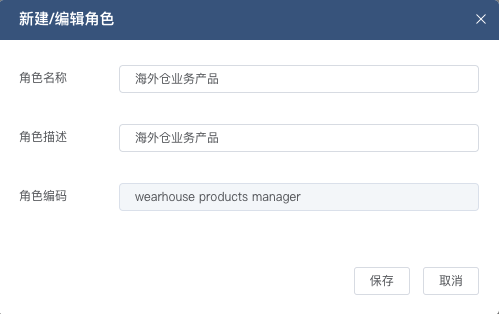 新建/编辑角色
角色名称 海外仓业务产品
角色描述 海外仓业务产品
角色编码 wearhouse products manager
保存 取消